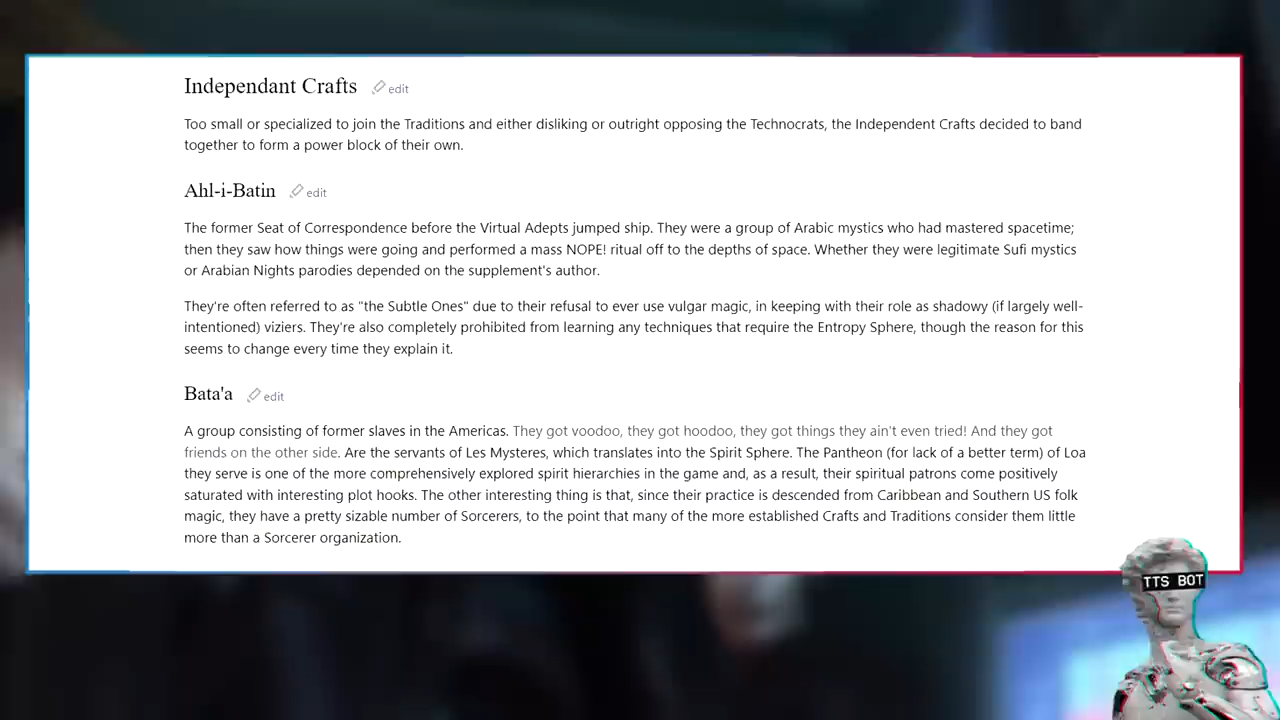 Independant Crafts edit
Too small or specialized to join the Traditions and either disliking or outright opposing the Technocrats, the Independent Crafts decided to band
together to form a power block of their own.
Ahl-i-Batin edit
The former Seat of Correspondence before the Virtual Adepts jumped ship. They were a group of Arabic mystics who had mastered spacetime;
then they saw how things were going and performed a mass NOPE! ritual off to the depths of space. Whether they were legitimate Sufi mystics
or Arabian Nights parodies depended on the supplement's author.
They're often referred to as "the Subtle Ones" due to their refusal to ever use vulgar magic, in keeping with their role as shadowy (if largely well-
intentioned) viziers. They're also completely prohibited from learning any techniques that require the Entropy Sphere, though the reason for this
seems to change every time they explain it.
Bata'a edit
A group consisting of former slaves in the Americas. They got voodoo, they got hoodoo, they got things they ain't even tried! And they got
friends on the other side. Are the servants of Les Mysteres, which translates into the Spirit Sphere. The Pantheon (for lack of a better term) of Loa
they serve is one of the more comprehensively explored spirit hierarchies in the game and, as a result, their spiritual patrons come positively
saturated with interesting plot hooks. The other interesting thing is that, since their practice is descended from Caribbean and Southern US folk
magic, they have a pretty sizable number of Sorcerers, to the point that many of the more established Crafts and Traditions consider them little
more than a Sorcerer organization.
TTS BOT